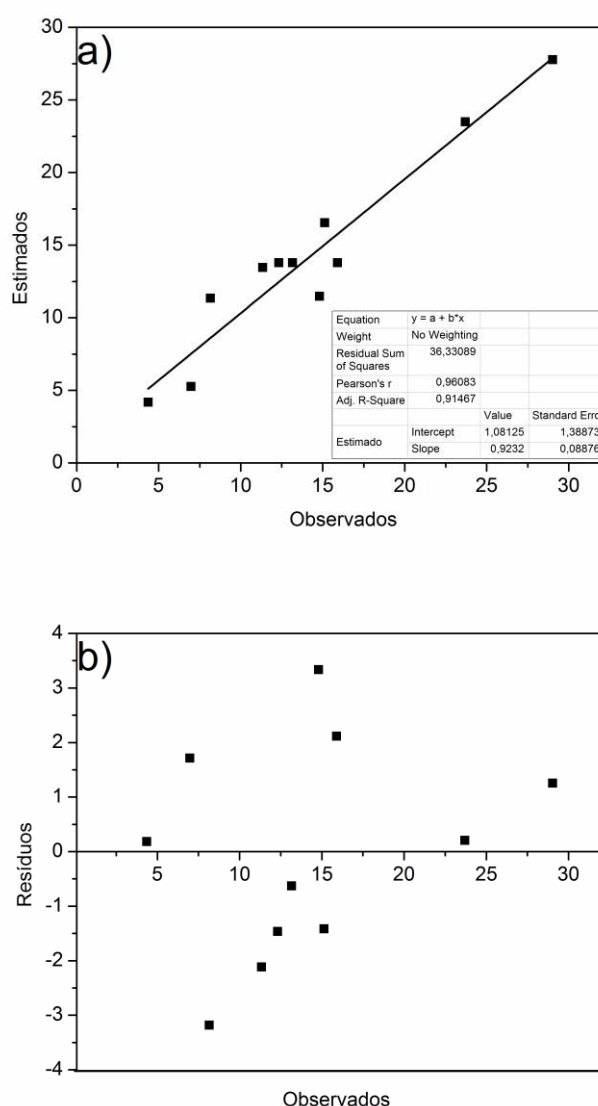 a)
30
25
20
15
10
5
0
Estimados
Equation y = a + b*x
Weight No Weighting
Residual Sum of Squares 36,33089
Pearson's r 0,96083
Adj. R-Square 0,91467
Value Standard Erro
Estimado Intercept 1,08125 1,38873
Slope 0,9232 0,08876
0 5 10 15 20 25 30
Observados
b)
4
3
2
1
0
-1
-2
-3
-4
Resíduos
5 10 15 20 25 30
Observados